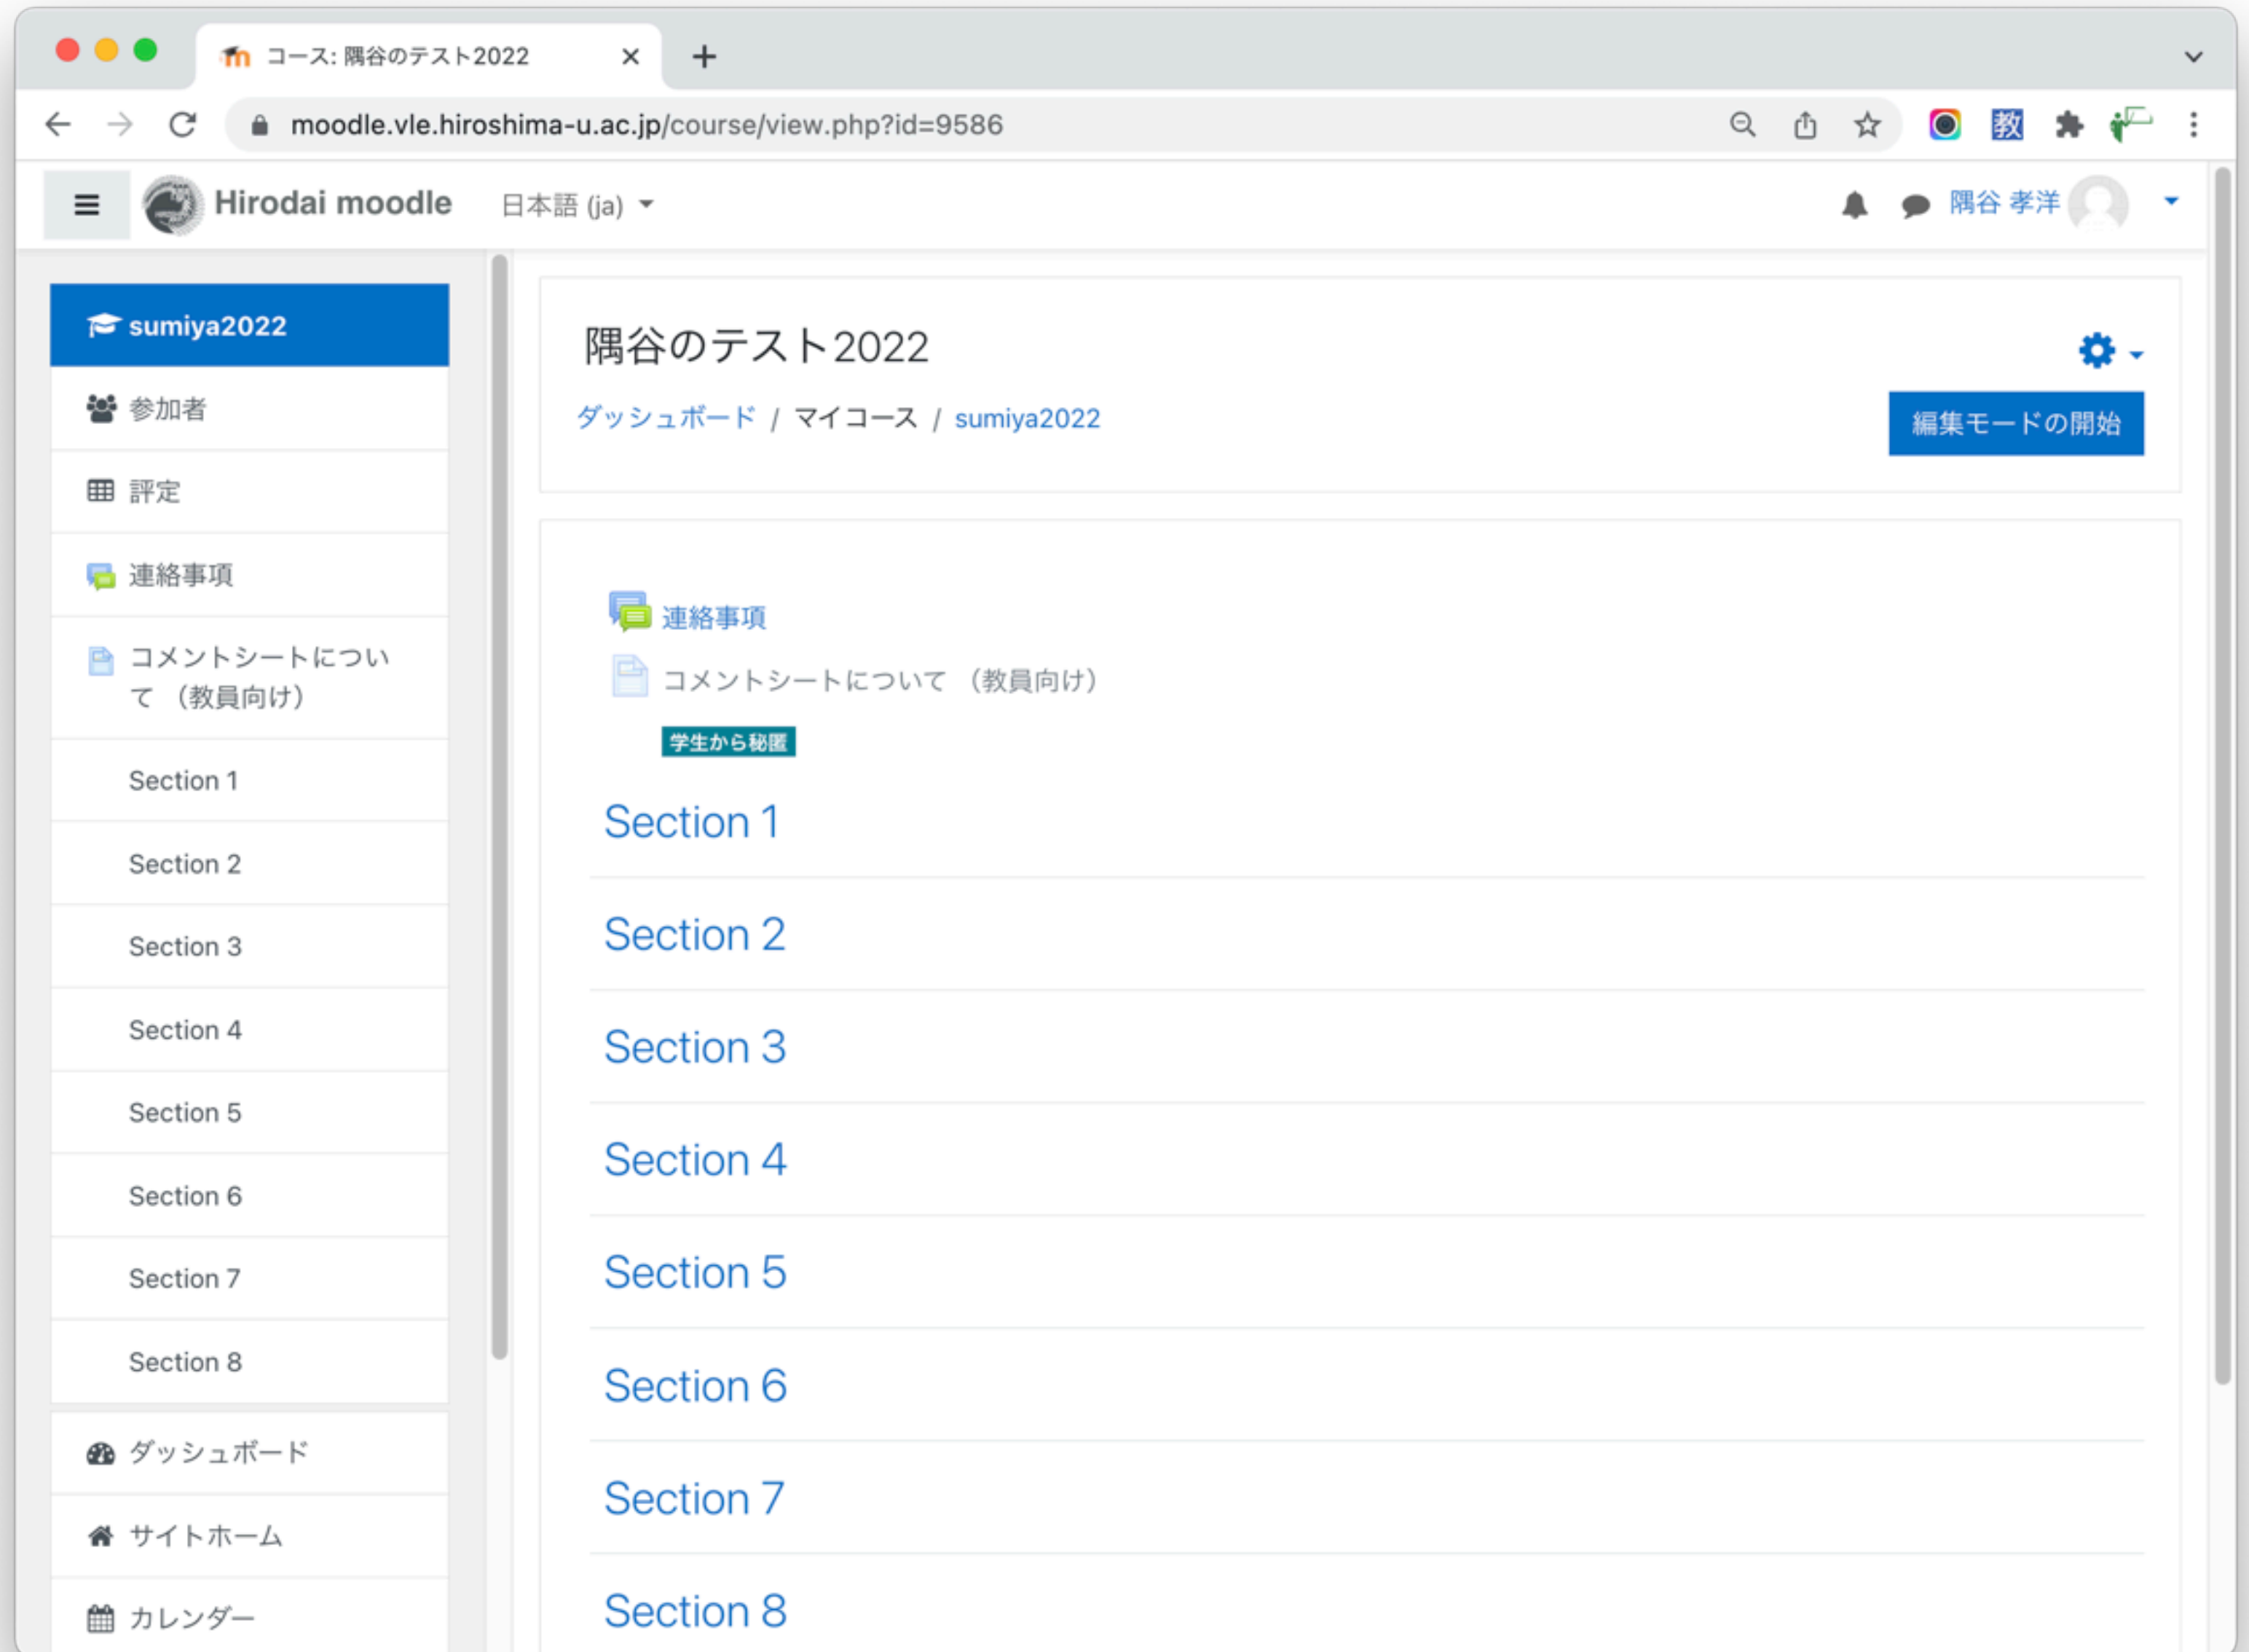 コース: 隅谷のテスト2022
moodle.vle.hiroshima-u.ac.jp/course/view.php?id=9586
教
Hirodai moodle
日本語 (ja)
隅谷 孝洋
sumiya2022
参加者
評定
連絡事項
コメントシートについ
て （教員向け）
Section 1
Section 2
Section 3
Section 4
Section 5
Section 6
Section 7
Section 8
ダッシュボード
サイトホーム
カレンダー
隅谷のテスト2022
ダッシュボード / マイコース / sumiya2022
編集モードの開始
連絡事項
コメントシートについて （教員向け）
学生から秘匿
Section 1
Section 2
Section 3
Section 4
Section 5
Section 6
Section 7
Section 8